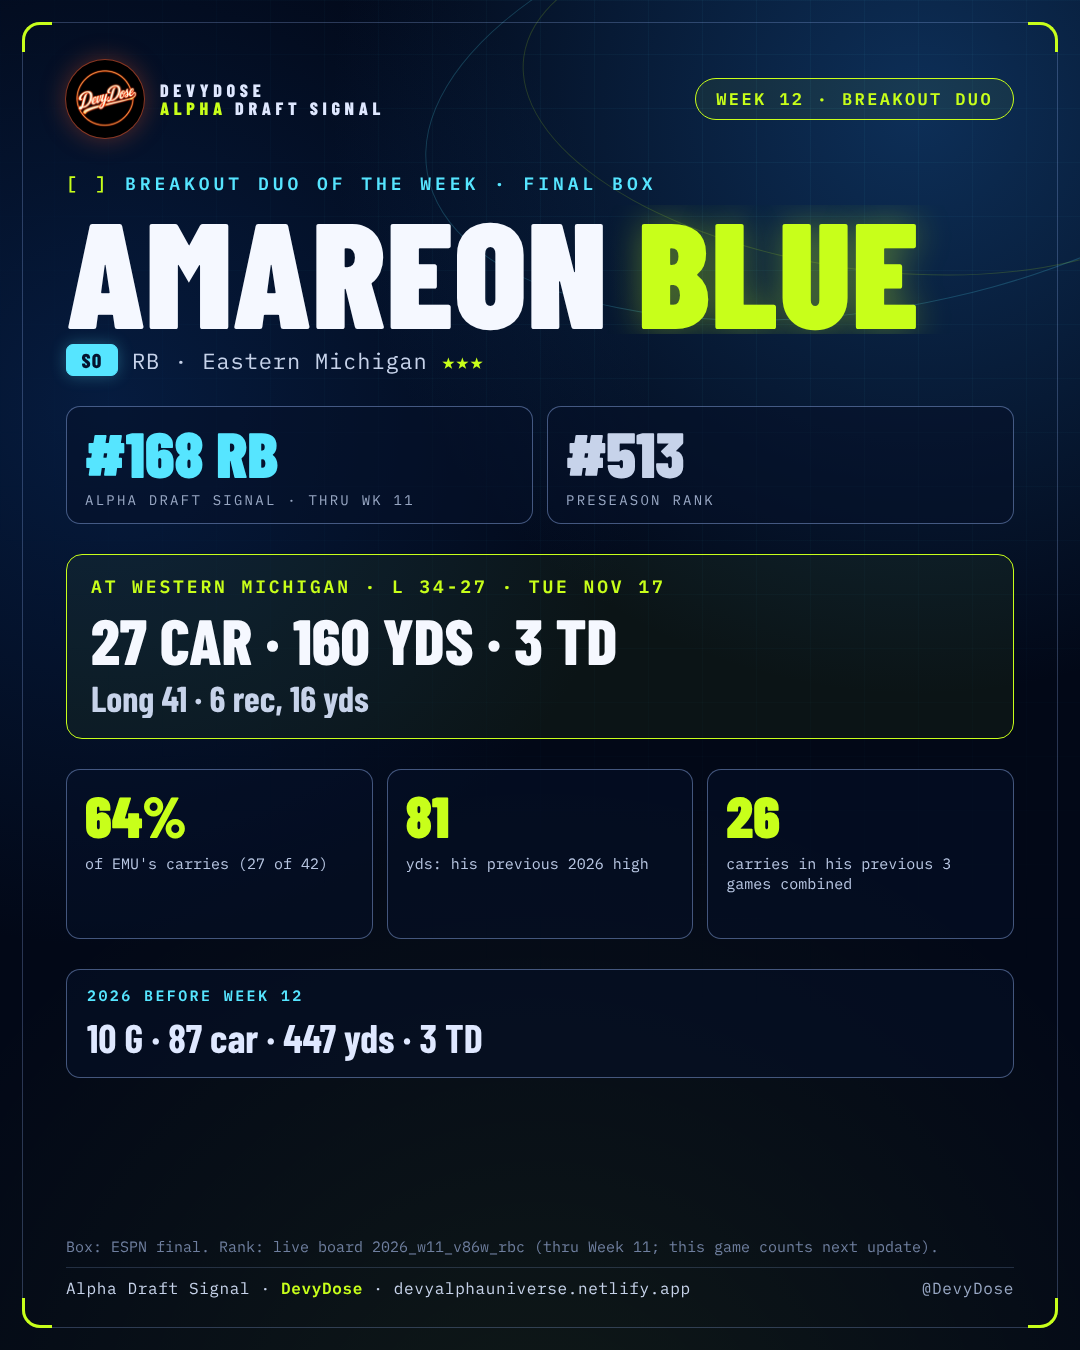 DevyDose
DEVYDOSE
ALPHA DRAFT SIGNAL
WEEK 12 · BREAKOUT DUO
[ ] BREAKOUT DUO OF THE WEEK · FINAL BOX
AMAREON BLUE
SO RB · Eastern Michigan ★★★
#168 RB
ALPHA DRAFT SIGNAL · THRU WK 11
#513
PRESEASON RANK
AT WESTERN MICHIGAN · L 34-27 · TUE NOV 17
27 CAR · 160 YDS · 3 TD
Long 41 · 6 rec, 16 yds
64%
of EMU's carries (27 of 42)
81
yds: his previous 2026 high
26
carries in his previous 3
games combined
2026 BEFORE WEEK 12
10 G · 87 car · 447 yds · 3 TD
Box: ESPN final. Rank: live board 2026_w11_v86w_rbc (thru Week 11; this game counts next update).
Alpha Draft Signal · DevyDose · devyalphauniverse.netlify.app
@DevyDose